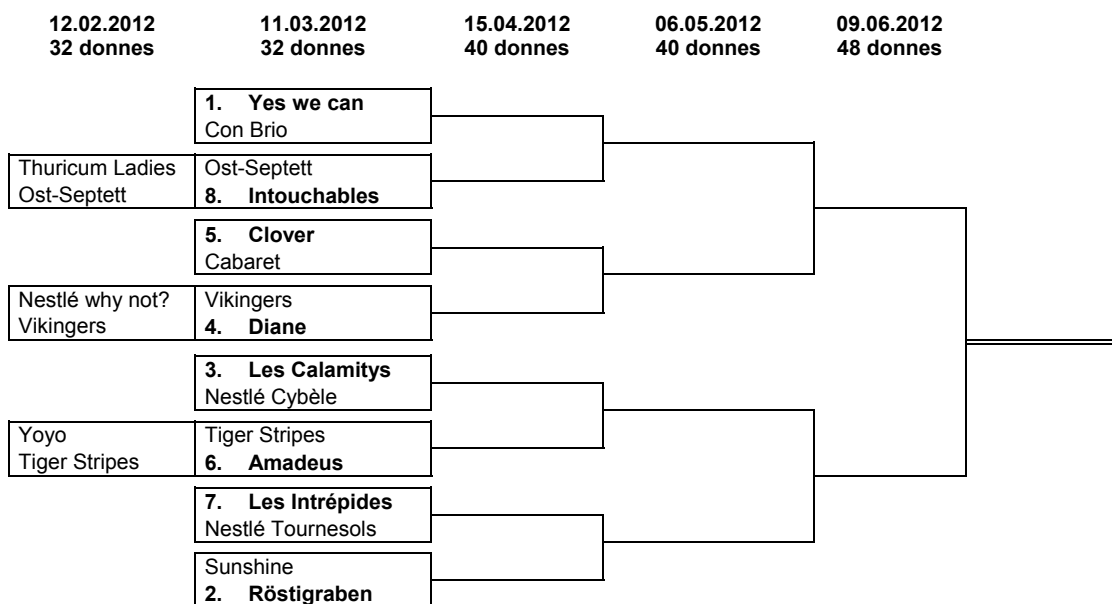 12.02.2012 11.03.2012 15.04.2012 06.05.2012 09.06.2012
32 donnes 32 donnes 40 donnes 40 donnes 48 donnes
1. Yes we can
Con Brio
Thuricum Ladies Ost-Septett
Ost-Septett 8. Intouchables
5. Clover
Cabaret
Nestlé why not? Vikingers
Vikingers 4. Diane
3. Les Calamitys
Nestlé Cybèle
Yoyo Tiger Stripes
Tiger Stripes 6. Amadeus
7. Les Intrépides
Nestlé Tournesols
Sunshine
2. Röstigraben